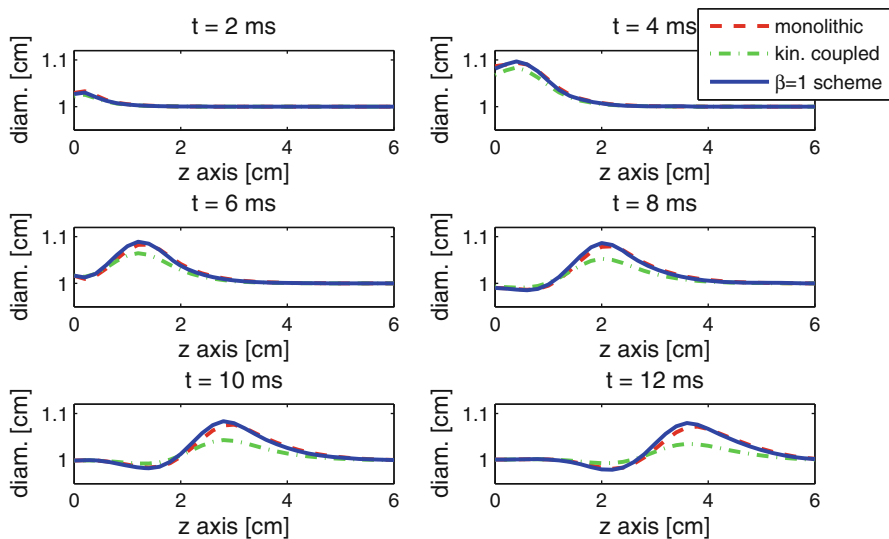 t = 2 ms
diam. [cm]
1.1
1
0
2
4
6
z axis [cm]
t = 4 ms
diam. [cm]
1.1
1
0
2
4
6
z axis [cm]
monolithic
kin. coupled
β=1 scheme
t = 6 ms
diam. [cm]
1.1
1
0
2
4
6
z axis [cm]
t = 8 ms
diam. [cm]
1.1
1
0
2
4
6
z axis [cm]
t = 10 ms
diam. [cm]
1.1
1
0
2
4
6
z axis [cm]
t = 12 ms
diam. [cm]
1.1
1
0
2
4
6
z axis [cm]